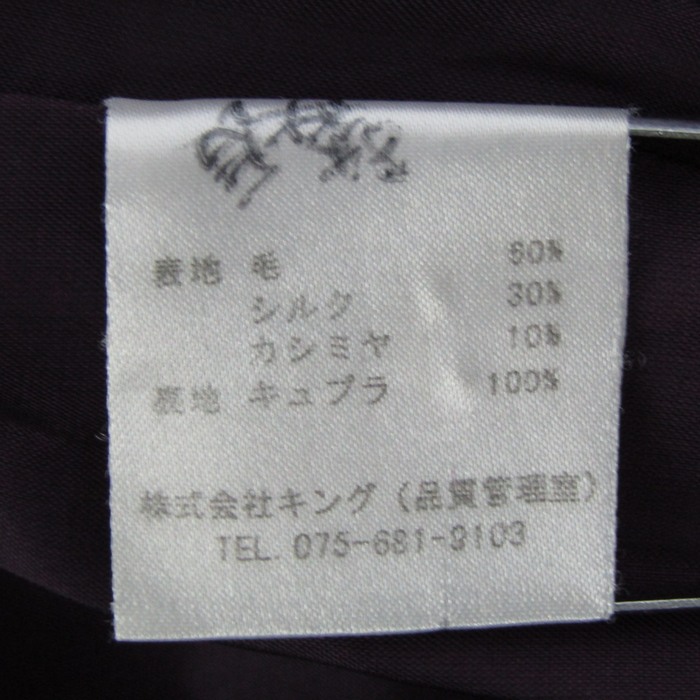 表地 毛 60%
シルク 30%
カシミヤ 10%
裏地 キュプラ 100%
株式会社キング（品質管理室）
TEL. 075-681-9103